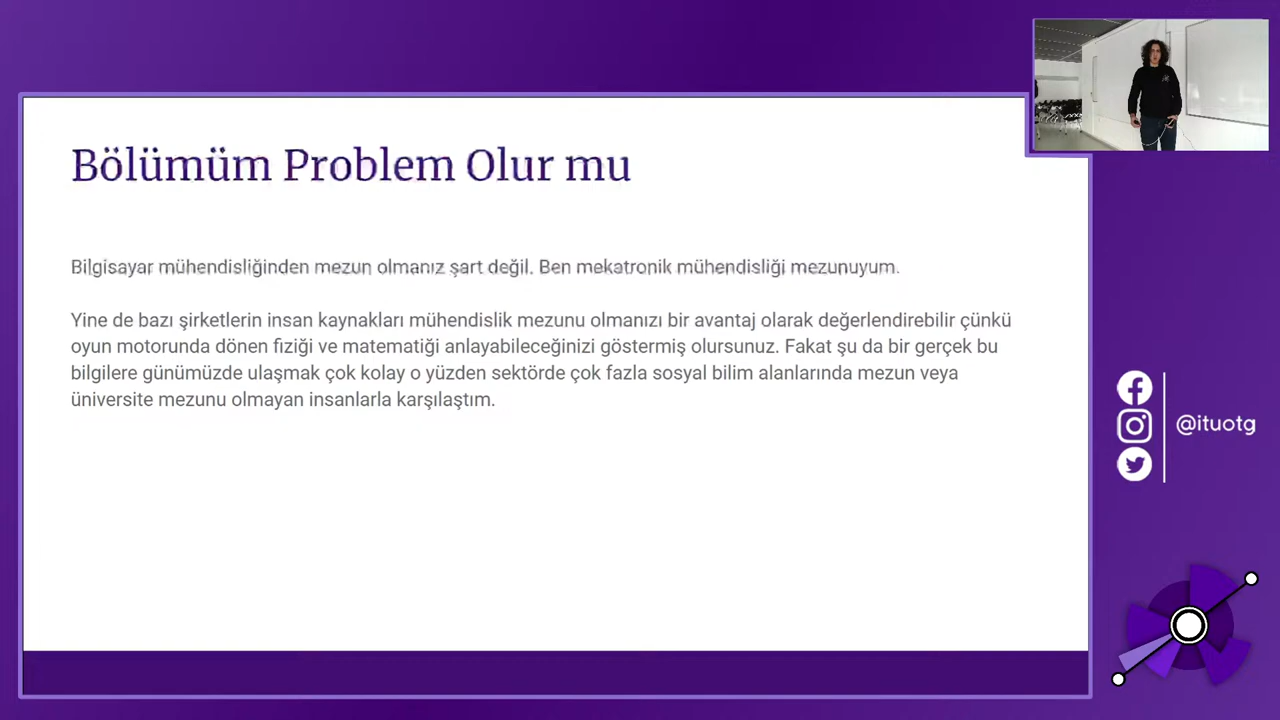 Bölümüm Problem Olur mu
Bilgisayar mühendisliğinden mezun olmanız şart değil. Ben mekatronik mühendisliği mezunuyum.
Yine de bazı şirketlerin insan kaynakları mühendislik mezunu olmanızı bir avantaj olarak değerlendirebilir çünkü
oyun motorunda dönen fiziği ve matematiği anlayabileceğinizi göstermiş olursunuz. Fakat şu da bir gerçek bu
bilgilere günümüzde ulaşmak çok kolay o yüzden sektörde çok fazla sosyal bilim alanlarında mezun veya
üniversite mezunu olmayan insanlarla karşılaştım.
@ituotg